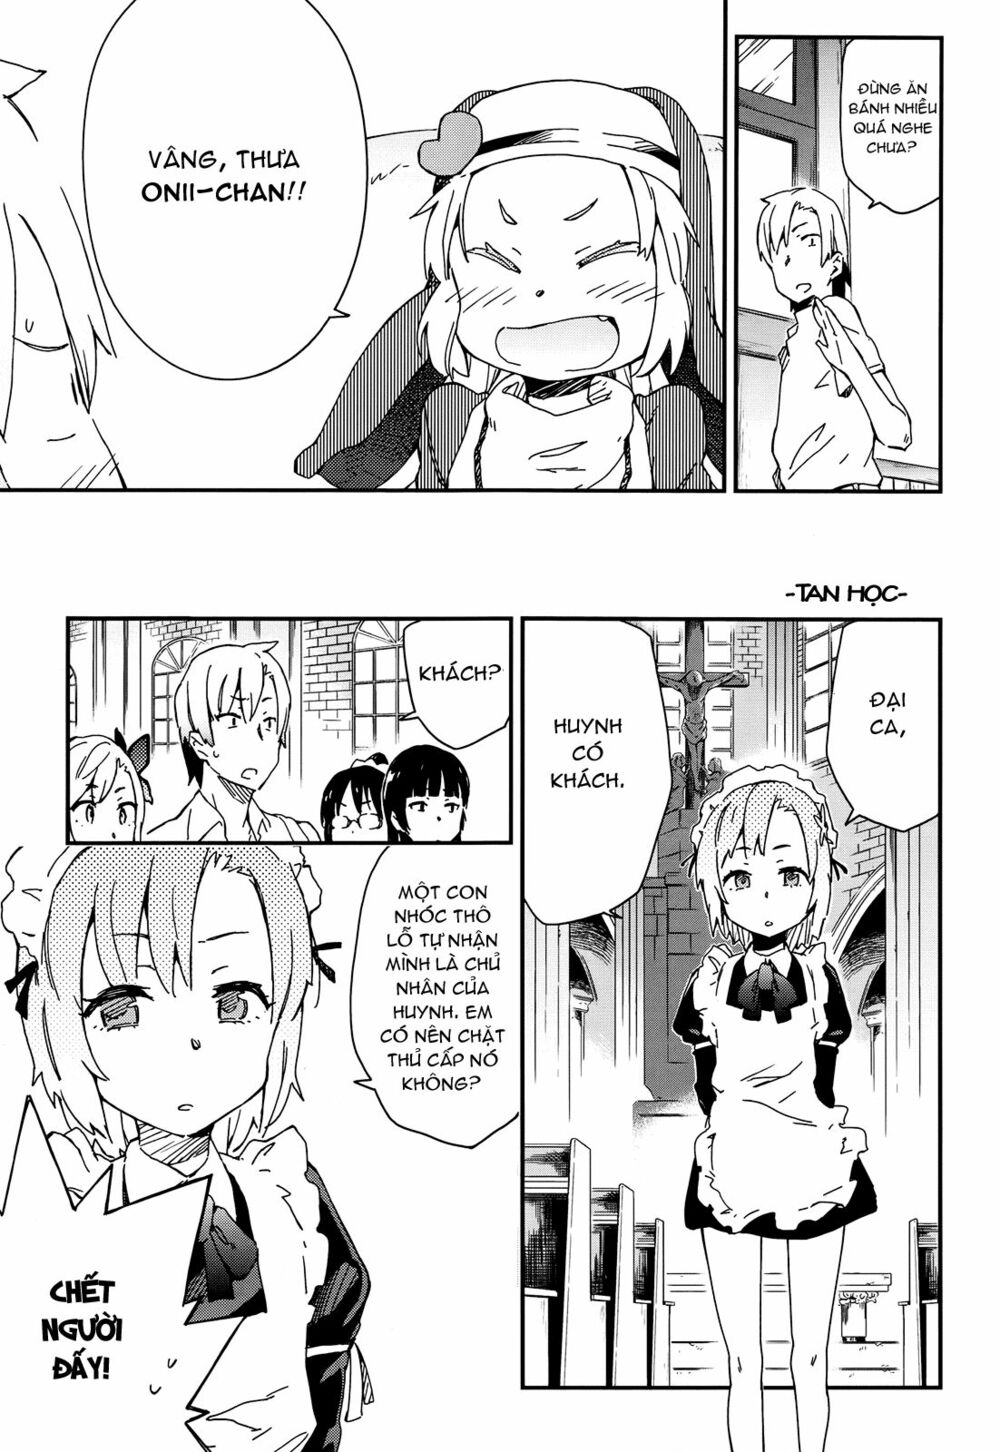 ĐỪNG ĂN
BÁNH NHIỀU
QUÁ NGHE
CHƯA?
VÂNG, THƯA
ONII-CHAN!!
-TAN HỌC-
ĐẠI
CA,
HUYNH
CÓ
KHÁCH.
KHÁCH?
MỘT CON
NHÓC THÔ
LỖ TỰ NHẬN
MÌNH LÀ CHỦ
NHÂN CỦA
HUYNH. EM
CÓ NÊN CHẶT
THỦ CẤP NÓ
KHÔNG?
CHẾT
NGƯỜI
ĐẤY!